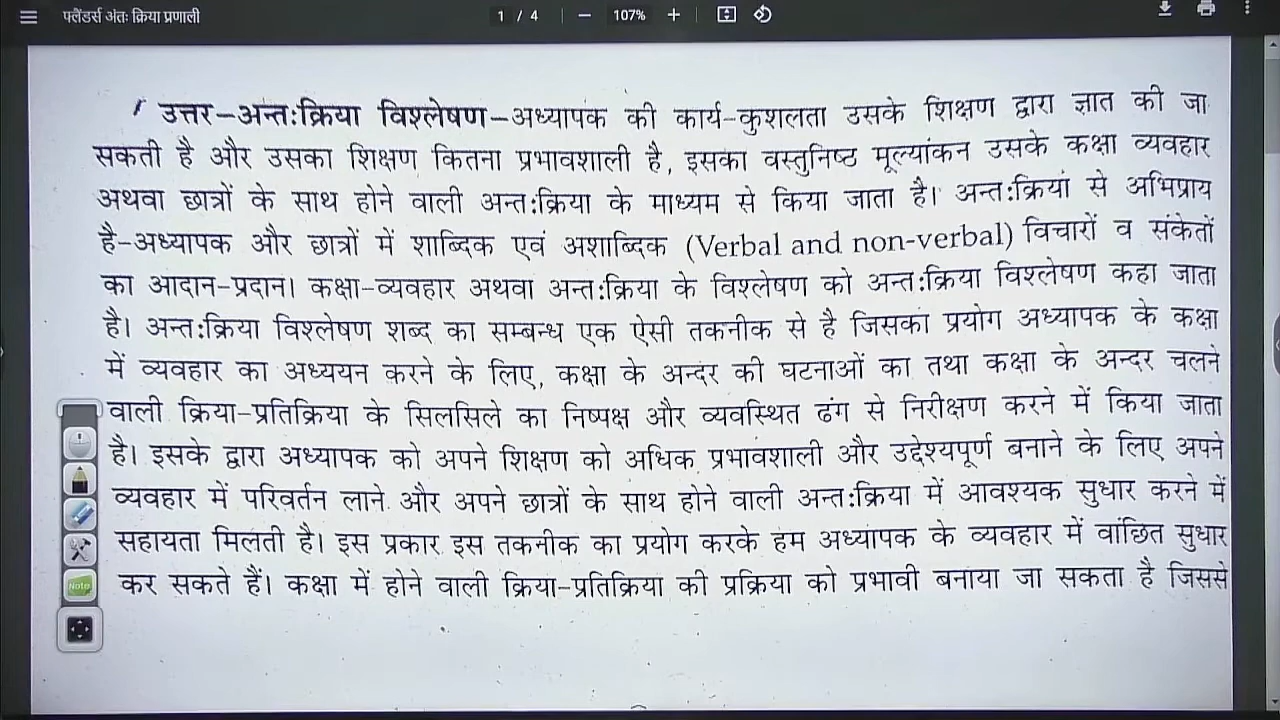 फ्लैंडर्स अंतः क्रिया प्रणाली
1 / 4
107%
उत्तर–अन्तःक्रिया विश्लेषण–अध्यापक की कार्य-कुशलता उसके शिक्षण द्वारा ज्ञात की जा
सकती है और उसका शिक्षण कितना प्रभावशाली है, इसका वस्तुनिष्ट मूल्यांकन उसके कक्षा व्यवहार
अथवा छात्रों के साथ होने वाली अन्तःक्रिया के माध्यम से किया जाता है। अन्तःक्रिया से अभिप्राय
है–अध्यापक और छात्रों में शाब्दिक एवं अशाब्दिक (Verbal and non-verbal) विचारों व संकेतों
का आदान-प्रदान। कक्षा-व्यवहार अथवा अन्तःक्रिया के विश्लेषण को अन्तःक्रिया विश्लेषण कहा जाता
है। अन्तःक्रिया विश्लेषण शब्द का सम्बन्ध एक ऐसी तकनीक से है जिसका प्रयोग अध्यापक के कक्षा
में व्यवहार का अध्ययन करने के लिए, कक्षा के अन्दर की घटनाओं का तथा कक्षा के अन्दर चलने
वाली क्रिया-प्रतिक्रिया के सिलसिले का निष्पक्ष और व्यवस्थित ढंग से निरीक्षण करने में किया जाता
है। इसके द्वारा अध्यापक को अपने शिक्षण को अधिक प्रभावशाली और उद्देश्यपूर्ण बनाने के लिए अपने
व्यवहार में परिवर्तन लाने और अपने छात्रों के साथ होने वाली अन्तःक्रिया में आवश्यक सुधार करने में
सहायता मिलती है। इस प्रकार इस तकनीक का प्रयोग करके हम अध्यापक के व्यवहार में वांछित सुधार
कर सकते हैं। कक्षा में होने वाली क्रिया-प्रतिक्रिया की प्रक्रिया को प्रभावी बनाया जा सकता है जिससे
Note